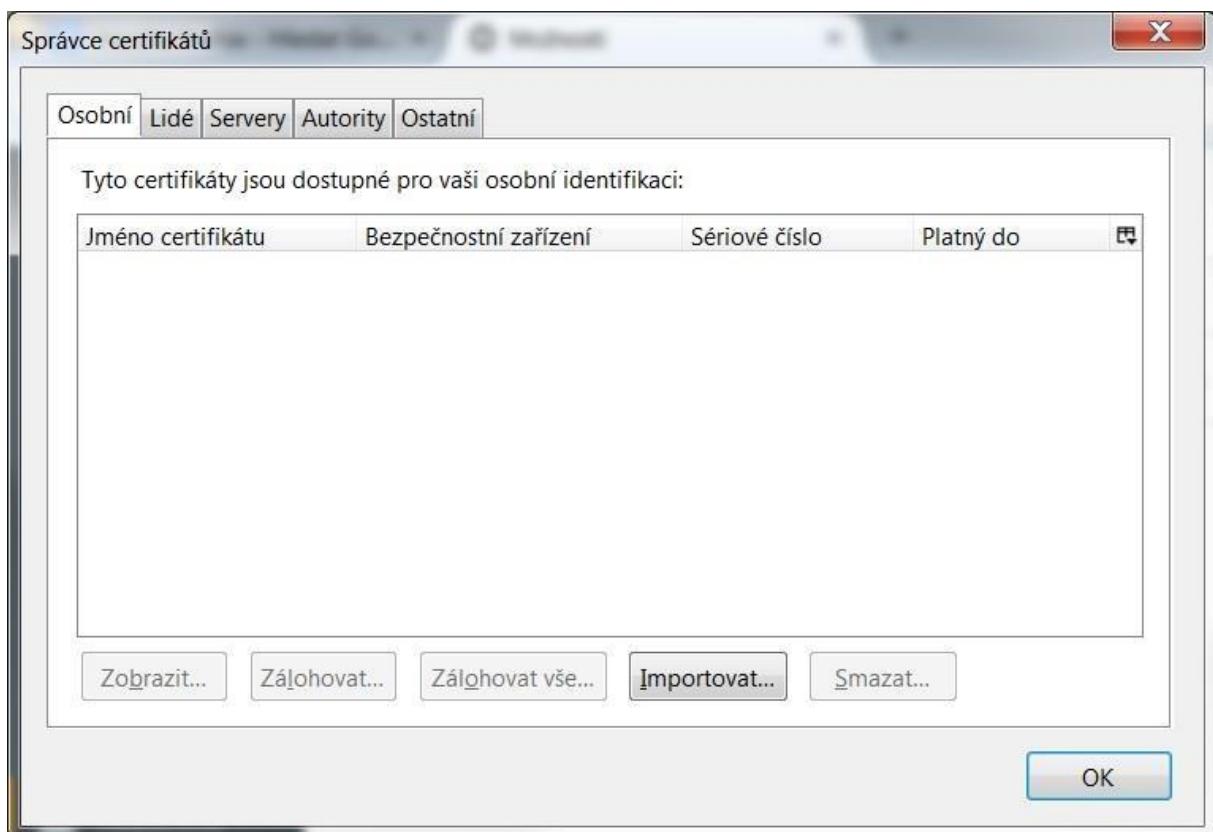 Správce certifikátů
Osobní Lidé Servery Autority Ostatní
Tyto certifikáty jsou dostupné pro vaši osobní identifikaci:
Jméno certifikátu Bezpečnostní zařízení Sériové číslo Platný do
Zobrazit... Zálohovat... Zálohovat vše... Importovat... Smazat...
OK